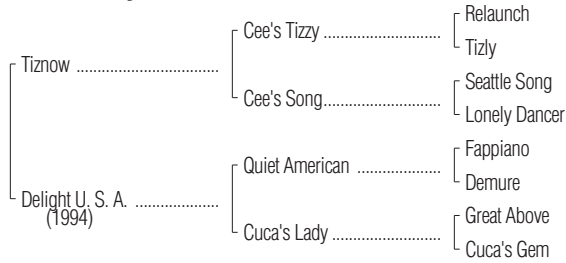 Relaunch
Cee's Tizzy ........................
Tizly
Tiznow .............................
Seattle Song
Cee's Song........................
Lonely Dancer
Fappiano
Quiet American .................
Demure
Delight U. S. A. .................
(1994)
Great Above
Cuca's Lady ......................
Cuca's Gem